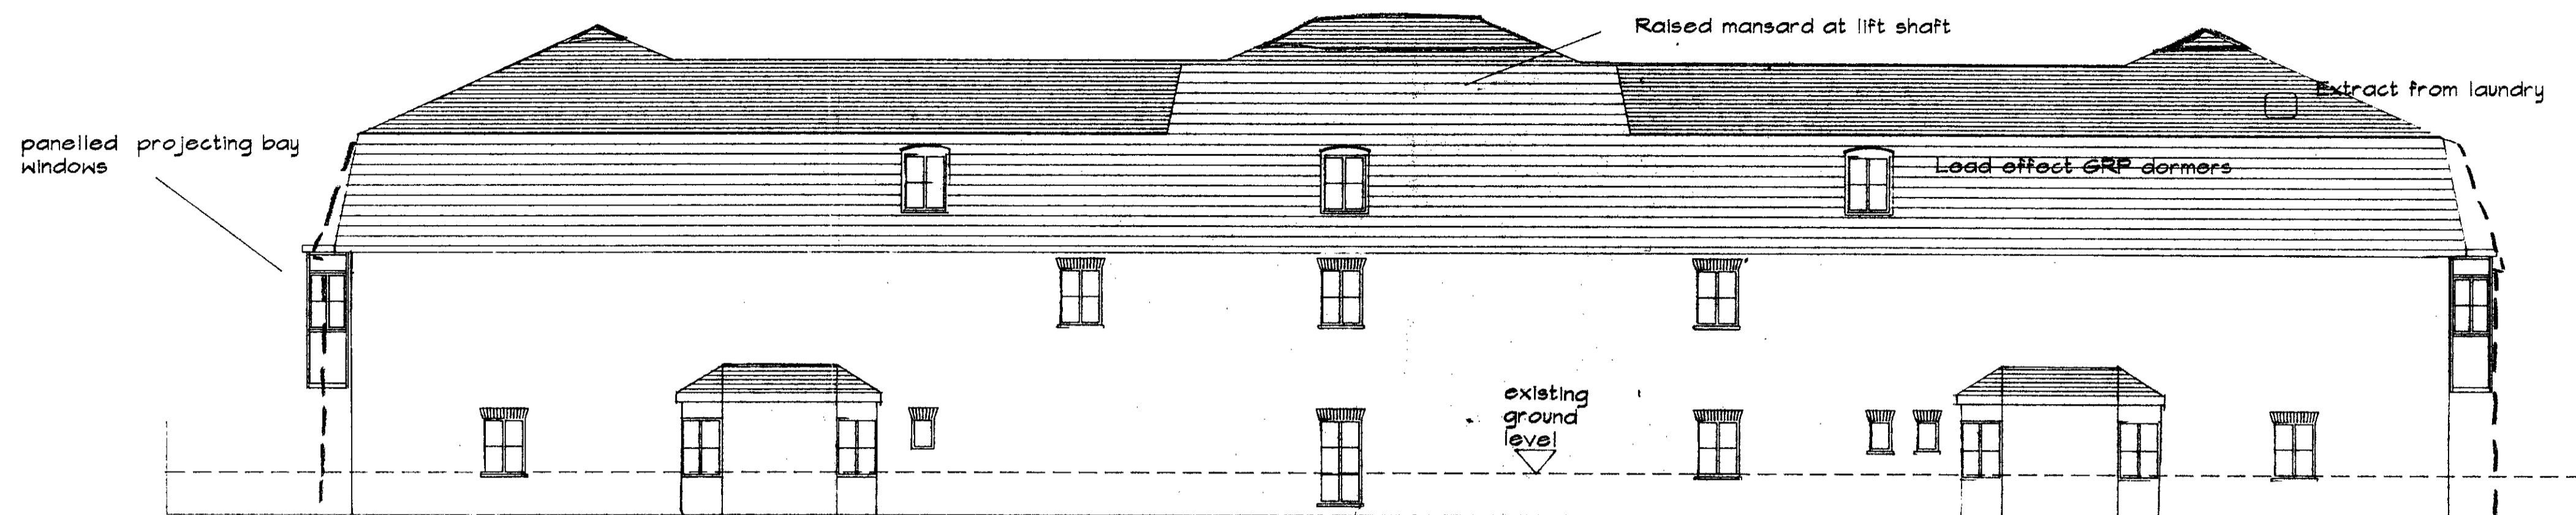 Raised mansard at lift shaft
Extract from laundry
panelled projecting bay
windows
Lead effect GRP dormers
existing
ground
level